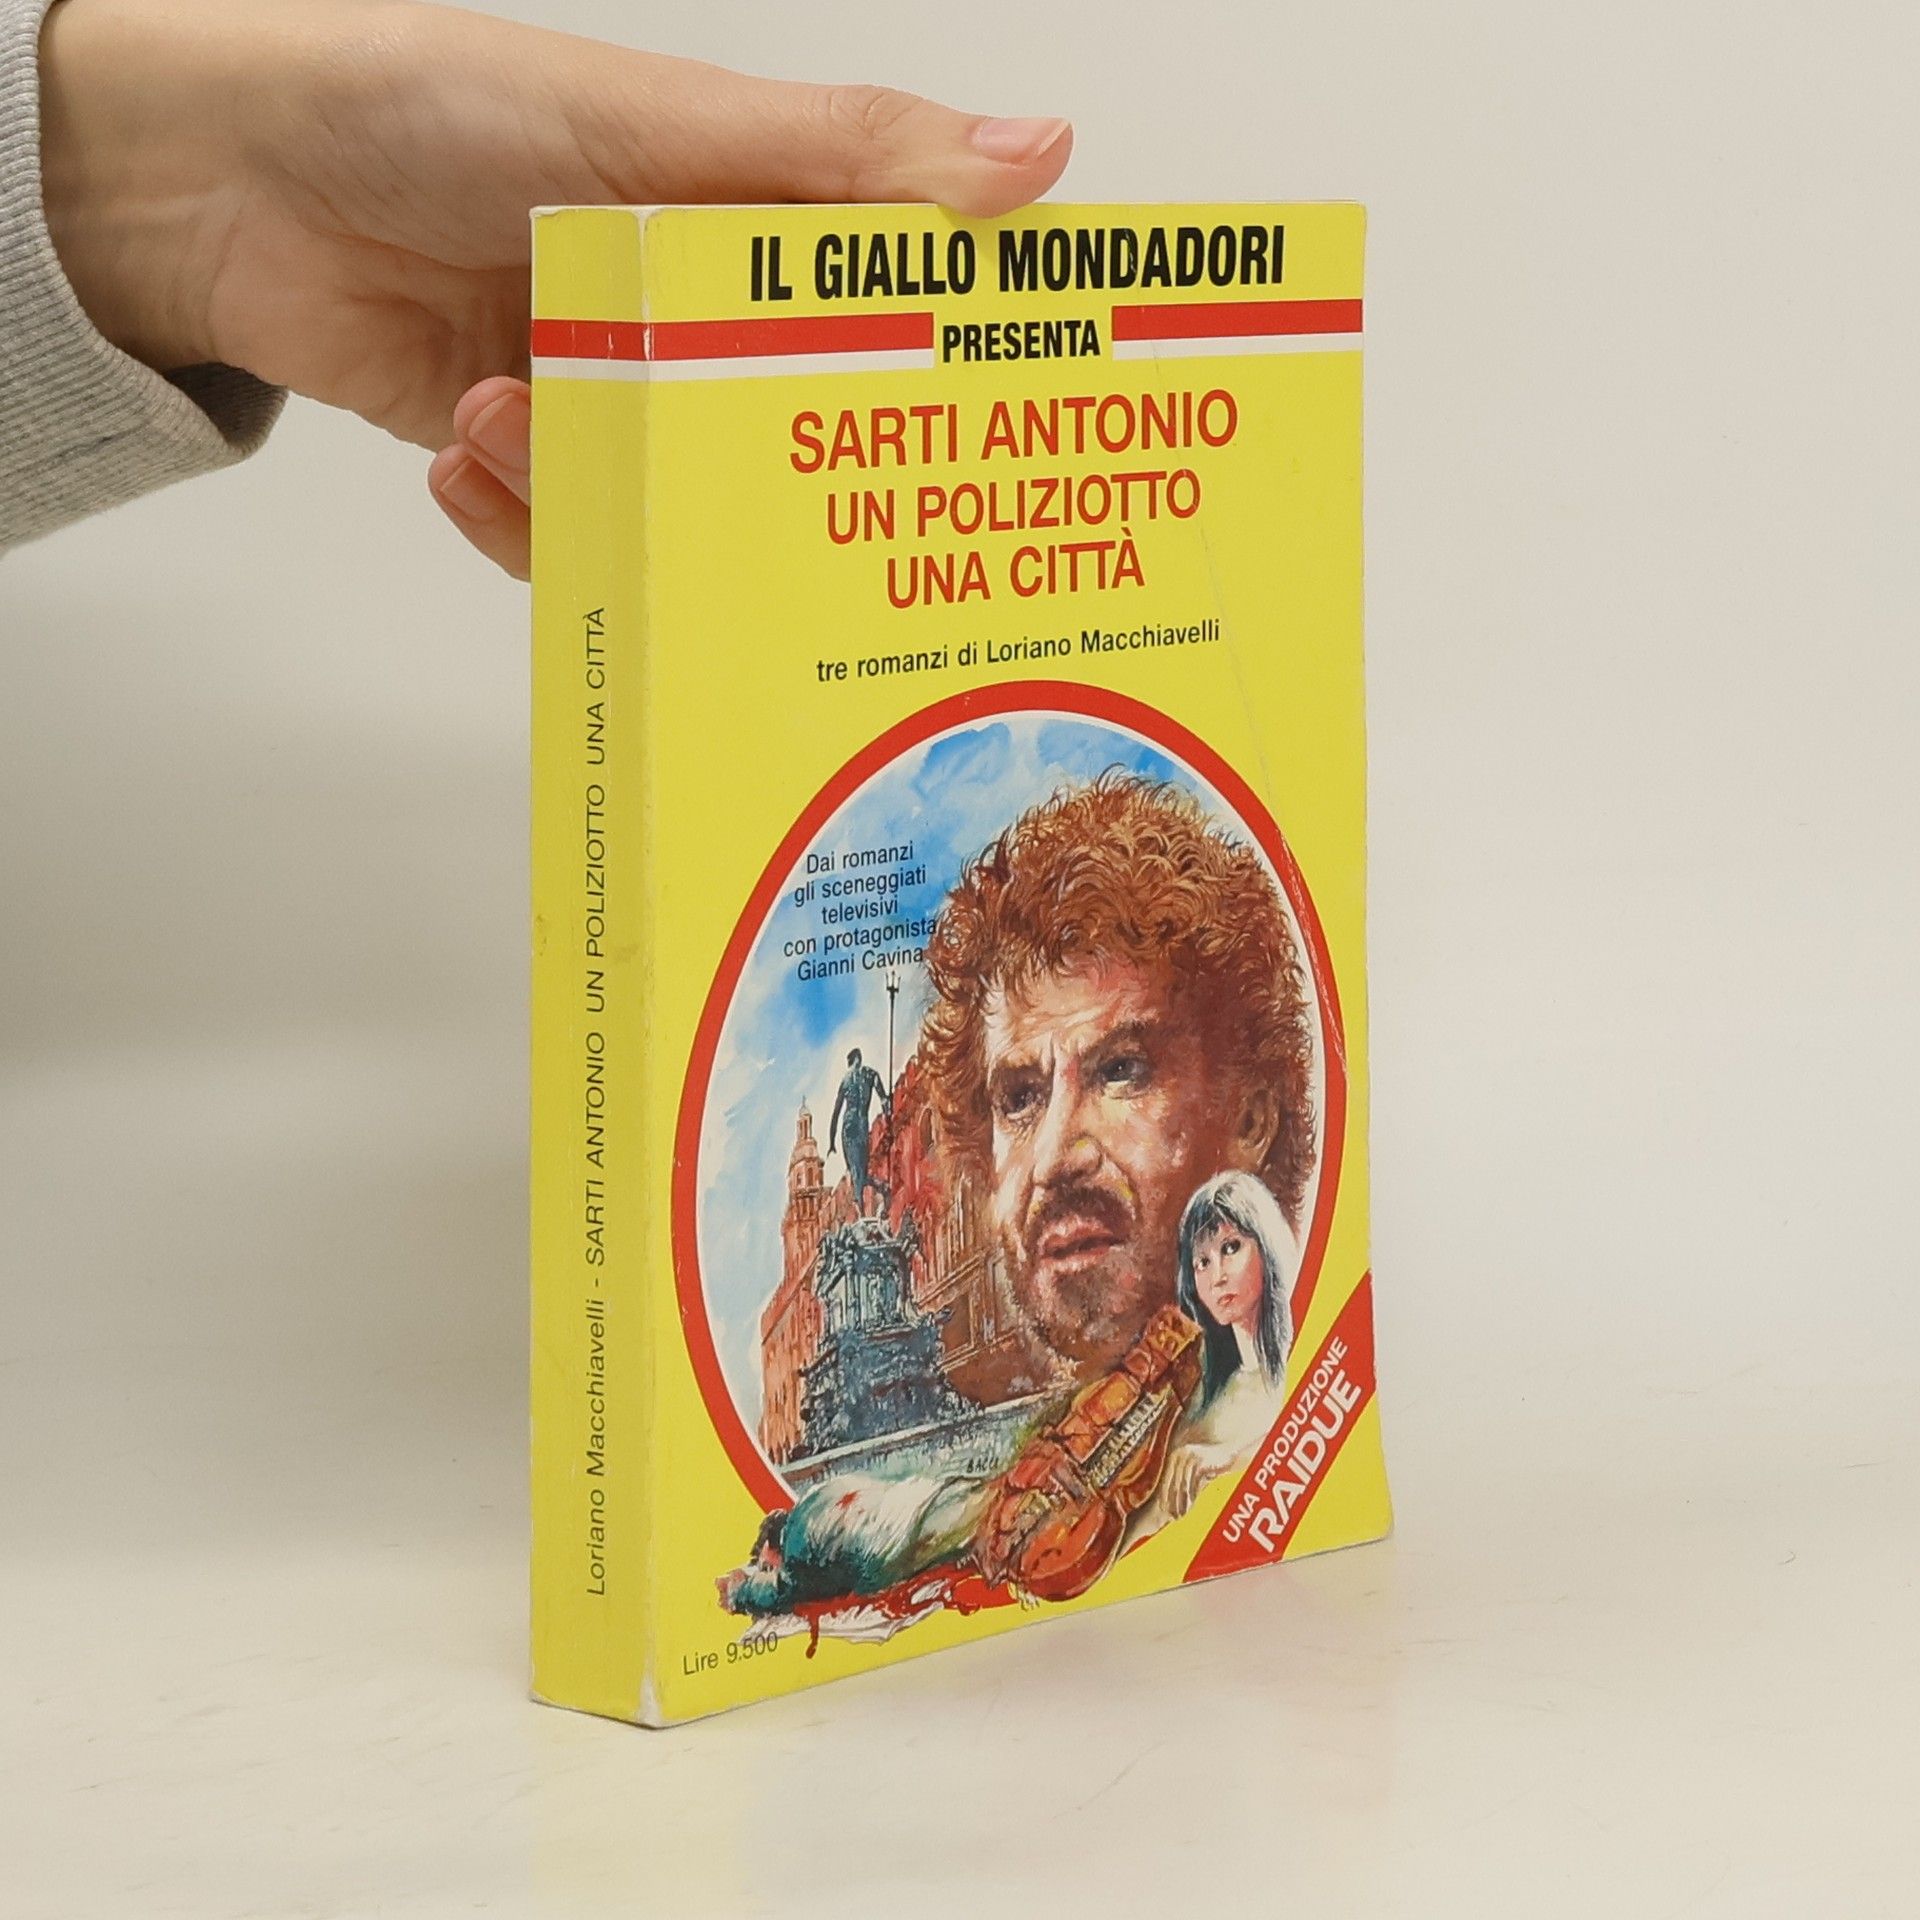 IL GIALLO MONDADORI
PRESENTA
SARTI ANTONIO
UN POLIZIOTTO
UNA CITTÀ
tre romanzi di Loriano Macchiavelli
Dai romanzi
gli sceneggiati
televisivi
con protagonista
Gianni Cavina
BACCI
UNA PRODUZIONE
RAIDUE
Lire 9.500
Loriano Macchiavelli - SARTI ANTONIO UN POLIZIOTTO UNA CITTÀ